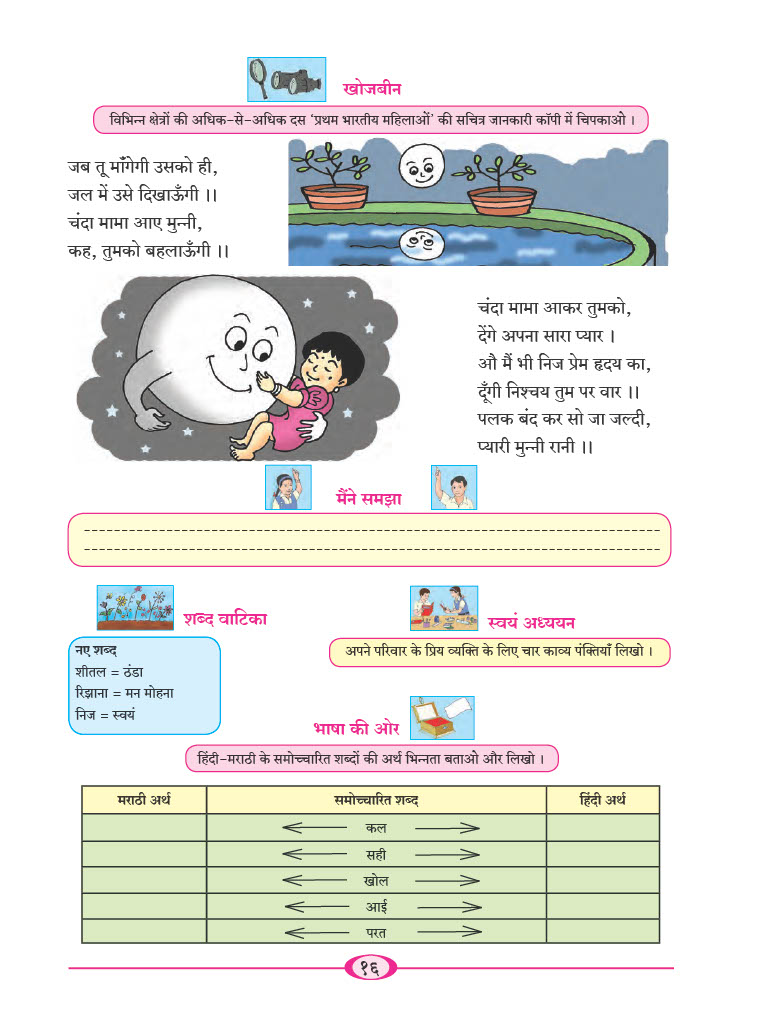 खोजबीन
विभिन्न क्षेत्रों की अधिक-से-अधिक दस ‘प्रथम भारतीय महिलाओं’ की सचित्र जानकारी कॉपी में चिपकाओ ।
जब तू माँगेगी उसको ही,
जल में उसे दिखाऊँगी ।।
चंदा मामा आए मुन्नी,
कह, तुमको बहलाऊँगी ।।
चंदा मामा आकर तुमको,
देंगे अपना सारा प्यार ।
औ मैं भी निज प्रेम हृदय का,
दूँगी निश्चय तुम पर वार ।।
पलक बंद कर सो जा जल्दी,
प्यारी मुन्नी रानी ।।
मैंने समझा
शब्द वाटिका
नए शब्द
शीतल = ठंडा
रिझाना = मन मोहना
निज = स्वयं
स्वयं अध्ययन
अपने परिवार के प्रिय व्यक्ति के लिए चार काव्य पंक्तियाँ लिखो ।
भाषा की ओर
हिंदी-मराठी के समोच्चारित शब्दों की अर्थ भिन्नता बताओ और लिखो ।
मराठी अर्थ समोच्चारित शब्द हिंदी अर्थ
कल
सही
खोल
आई
परत
१६